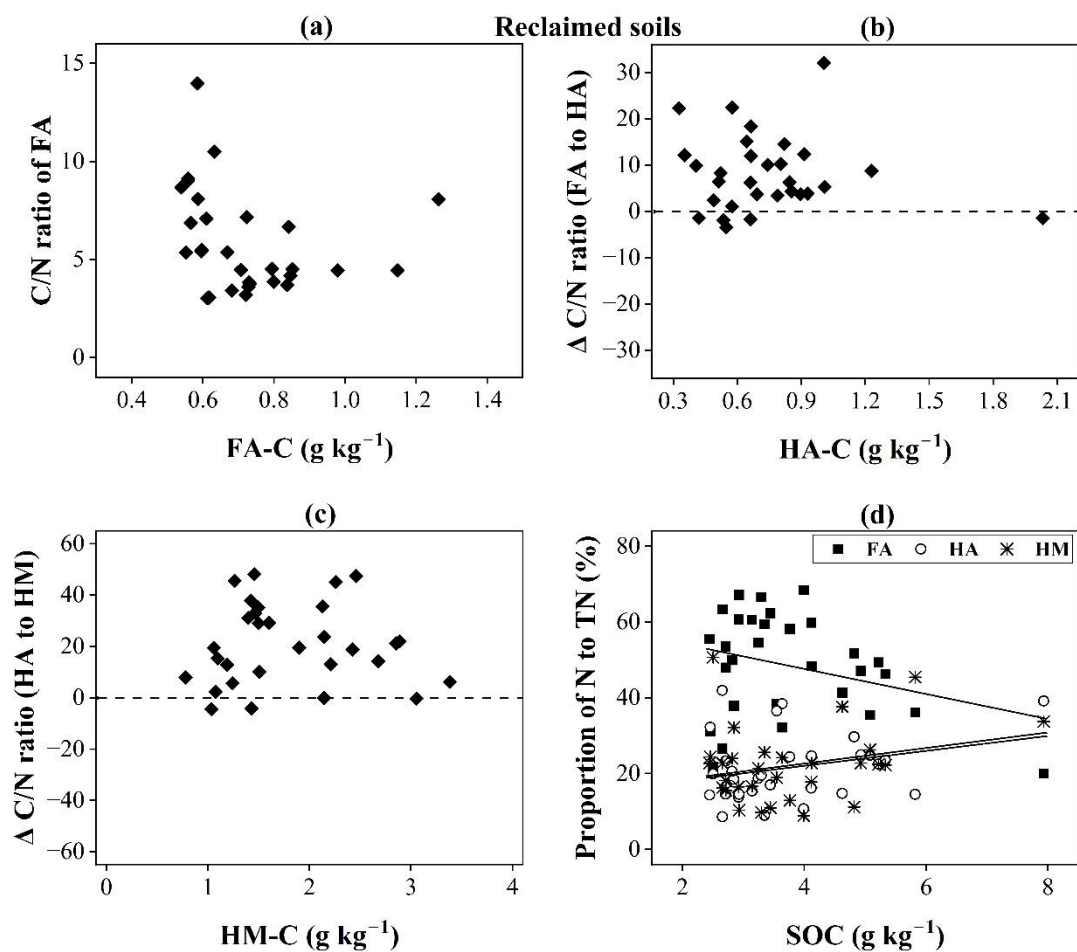 Reclaimed soils
(a)
15
10
5
0
C/N ratio of FA
0.4 0.6 0.8 1.0 1.2 1.4
FA-C (g kg⁻¹)
(b)
30
20
10
0
−10
−20
−30
Δ C/N ratio (FA to HA)
0.3 0.6 0.9 1.2 1.5 1.8 2.1
HA-C (g kg⁻¹)
(c)
60
40
20
0
−20
−40
−60
Δ C/N ratio (HA to HM)
0 1 2 3 4
HM-C (g kg⁻¹)
(d)
FA HA HM
80
60
40
20
0
Proportion of N to TN (%)
2 4 6 8
SOC (g kg⁻¹)